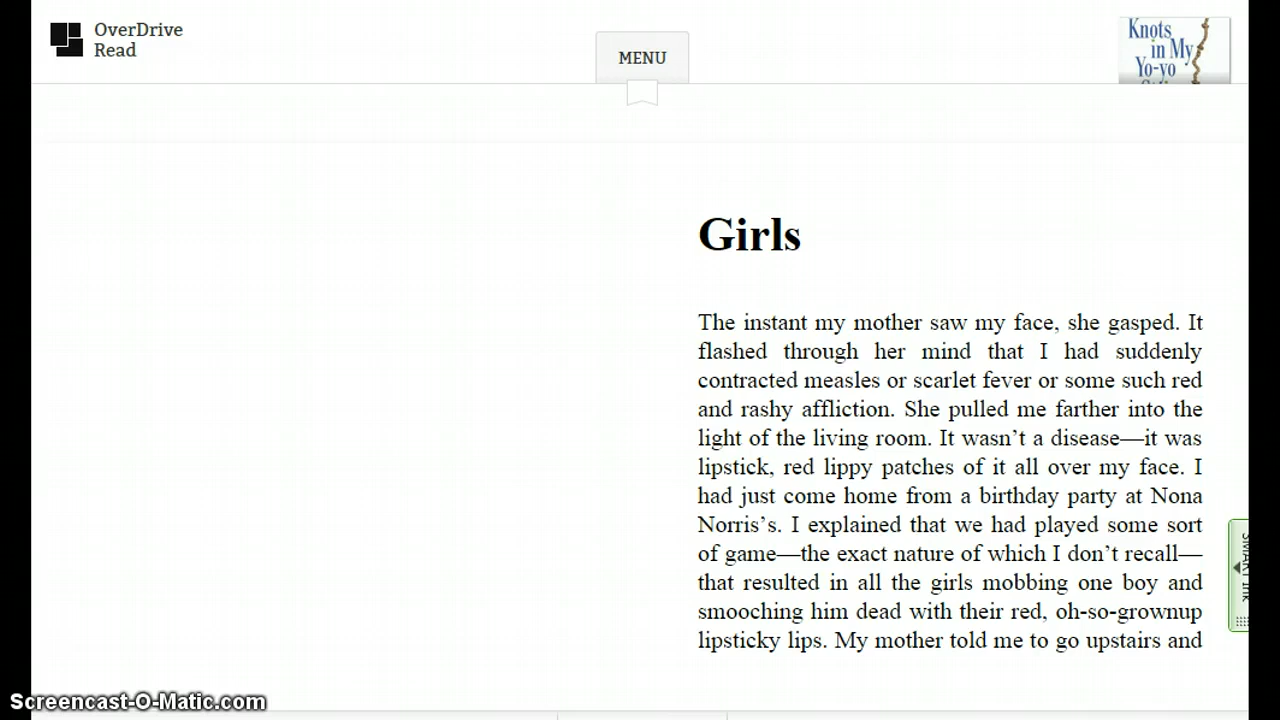 OverDrive
Read
MENU
Knots
in My
Yo-yo
Girls
The instant my mother saw my face, she gasped. It
flashed through her mind that I had suddenly
contracted measles or scarlet fever or some such red
and rashy affliction. She pulled me farther into the
light of the living room. It wasn’t a disease—it was
lipstick, red lippy patches of it all over my face. I
had just come home from a birthday party at Nona
Norris’s. I explained that we had played some sort
of game—the exact nature of which I don’t recall—
that resulted in all the girls mobbing one boy and
smooching him dead with their red, oh-so-grownup
lipsticky lips. My mother told me to go upstairs and
SMART Ink
Screencast-O-Matic.com